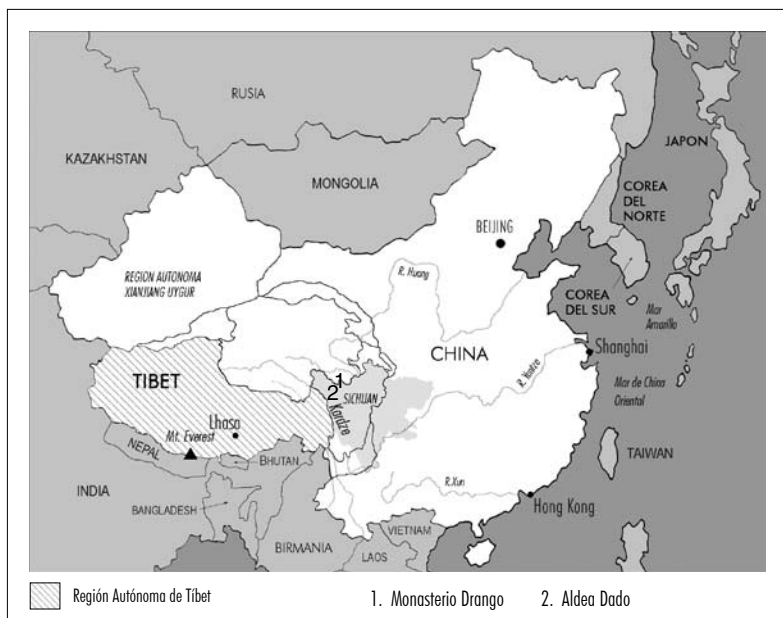 RUSIA
KAZAKHSTAN
MONGOLIA
JAPON
COREA
DEL
NORTE
BEIJING
REGION AUTONOMA
XIANJIANG UYGUR
R. Huang
COREA
DEL SUR
Mar
Amarillo
CHINA
Shanghai
R. Yantze
TIBET
1
2
SICHUAN
Kardze
Mar de China
Oriental
Lhasa
Mt. Everest
NEPAL
BHUTAN
TAIWAN
INDIA
R.Xun
Hong Kong
BANGLADESH
VIETNAM
BIRMANIA
LAOS
Región Autónoma de Tíbet
1. Monasterio Drango
2. Aldea Dado